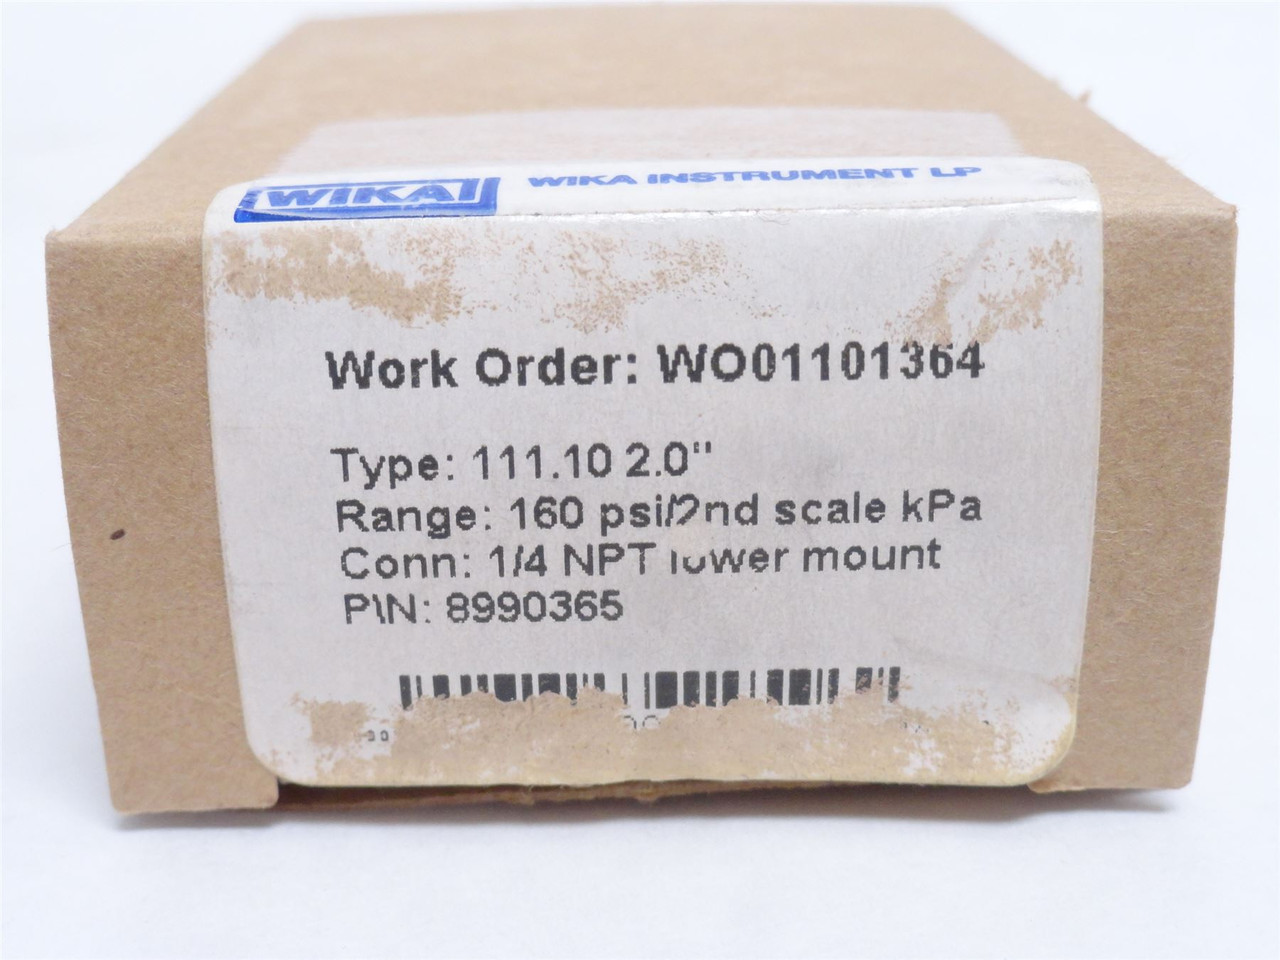 WIKA WIKA INSTRUMENT LP
Work Order: WO01101364
Type: 111.10 2.0"
Range: 160 psi/2nd scale kPa
Conn: 1/4 NPT lower mount
P\N: 8990365